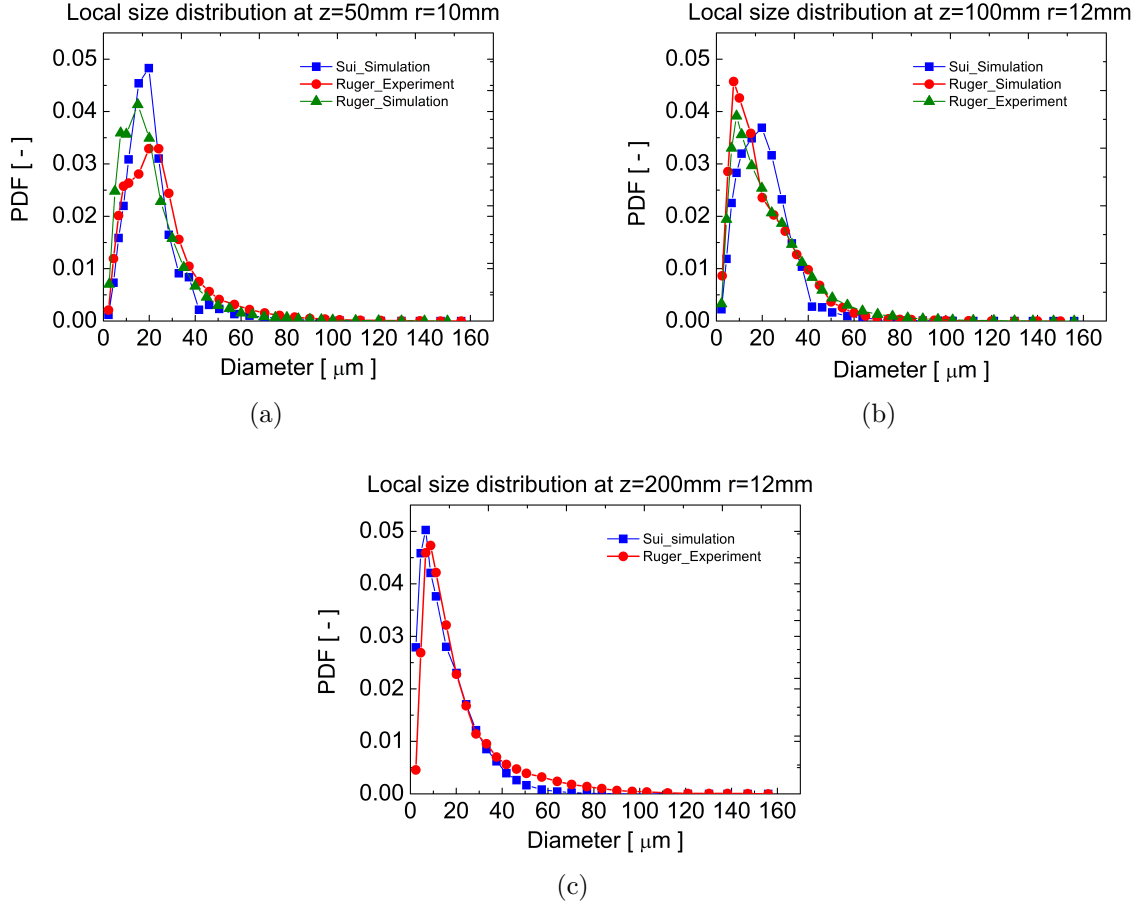 Local size distribution at z=50mm r=10mm
0.05
0.04
0.03
0.02
0.01
0.00
PDF [ - ]
Sui_Simulation
Ruger_Experiment
Ruger_Simulation
0 20 40 60 80 100 120 140 160
Diameter [ μm ]
(a)
Local size distribution at z=100mm r=12mm
0.05
0.04
0.03
0.02
0.01
0.00
PDF [ - ]
Sui_Simulation
Ruger_Simulation
Ruger_Experiment
0 20 40 60 80 100 120 140 160
Diameter [ μm ]
(b)
Local size distribution at z=200mm r=12mm
0.05
0.04
0.03
0.02
0.01
0.00
PDF [ - ]
Sui_simulation
Ruger_Experiment
0 20 40 60 80 100 120 140 160
Diameter [ μm ]
(c)